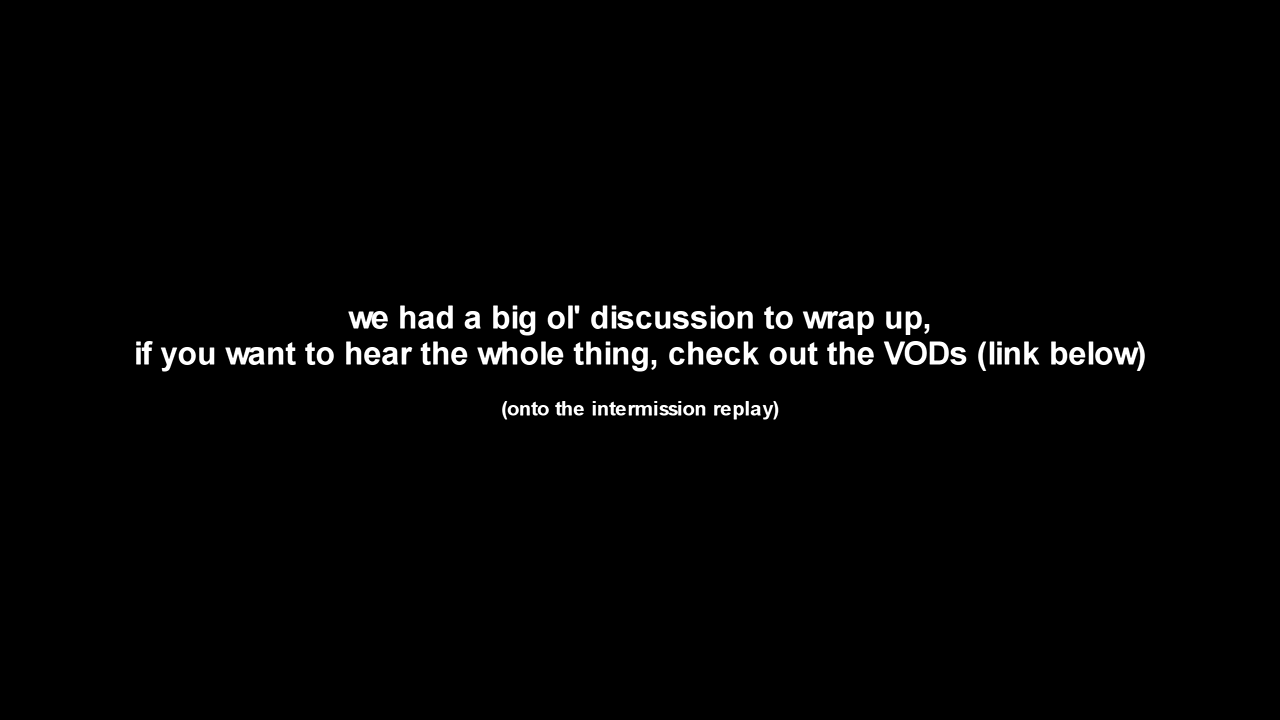 we had a big ol' discussion to wrap up,
if you want to hear the whole thing, check out the VODs (link below)
(onto the intermission replay)